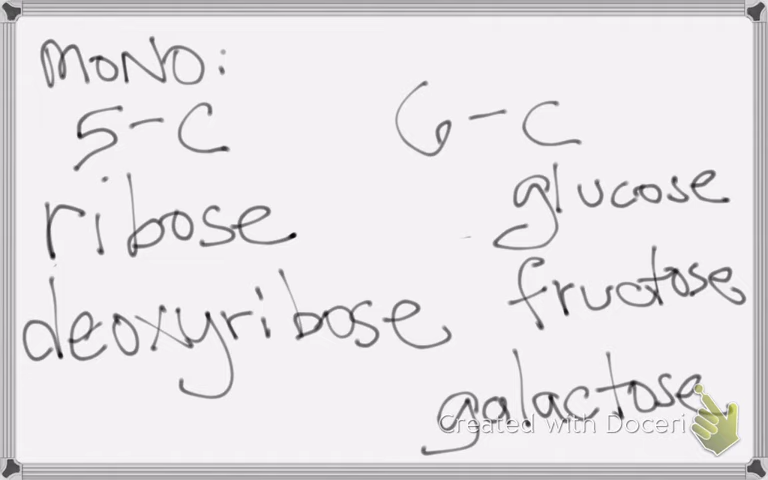 MONO:
5-C 6-C
ribose glucose
deoxyribose fructose
galactose
Created with Doceri